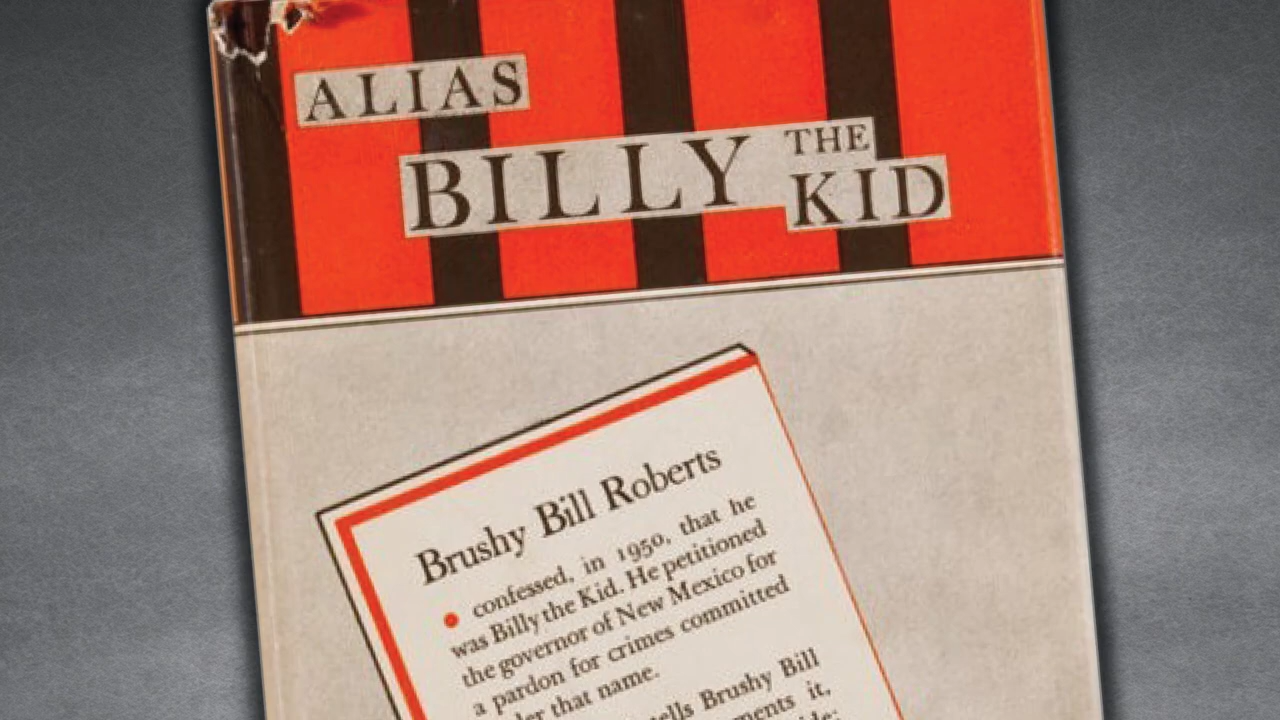 ALIAS
BILLY THE
KID
Brushy Bill Roberts
confessed, in 1950, that he
was Billy the Kid. He petitioned
the governor of New Mexico for
a pardon for crimes committed
that name.
tells Brushy Bill
it,